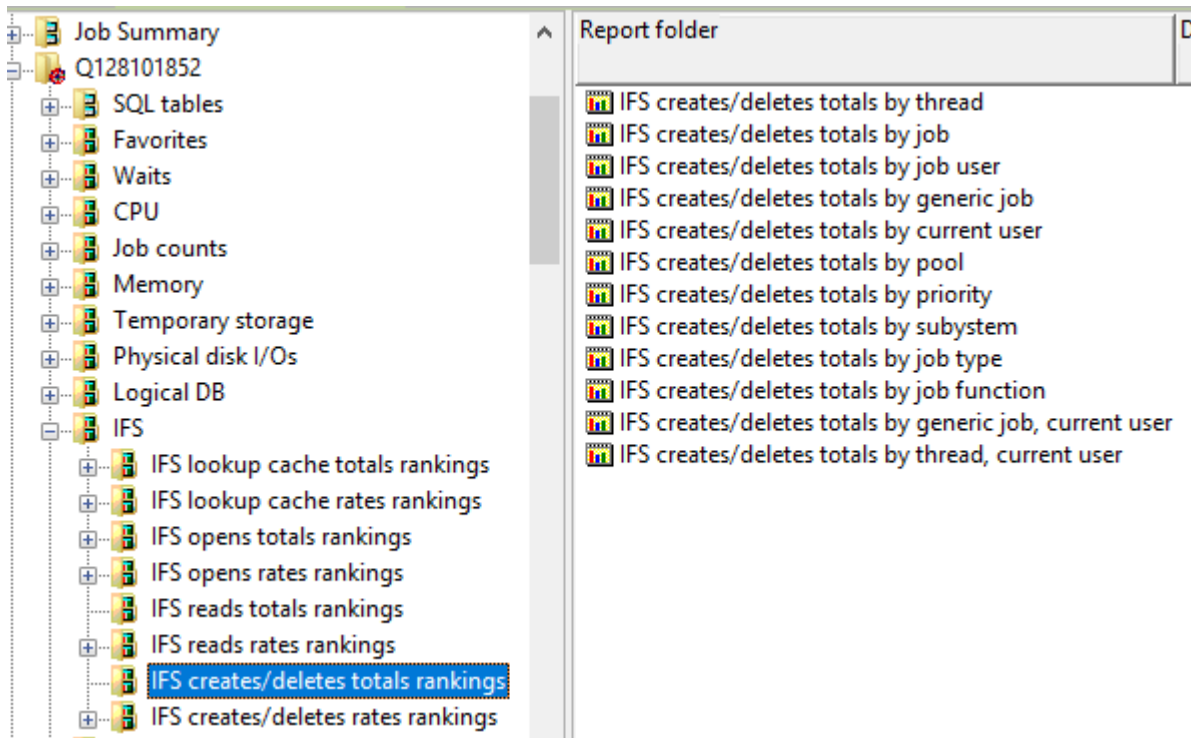 Job Summary
Q128101852
SQL tables
Favorites
Waits
CPU
Job counts
Memory
Temporary storage
Physical disk I/Os
Logical DB
IFS
IFS lookup cache totals rankings
IFS lookup cache rates rankings
IFS opens totals rankings
IFS opens rates rankings
IFS reads totals rankings
IFS reads rates rankings
IFS creates/deletes totals rankings
IFS creates/deletes rates rankings
Report folder
D
IFS creates/deletes totals by thread
IFS creates/deletes totals by job
IFS creates/deletes totals by job user
IFS creates/deletes totals by generic job
IFS creates/deletes totals by current user
IFS creates/deletes totals by pool
IFS creates/deletes totals by priority
IFS creates/deletes totals by subystem
IFS creates/deletes totals by job type
IFS creates/deletes totals by job function
IFS creates/deletes totals by generic job, current user
IFS creates/deletes totals by thread, current user